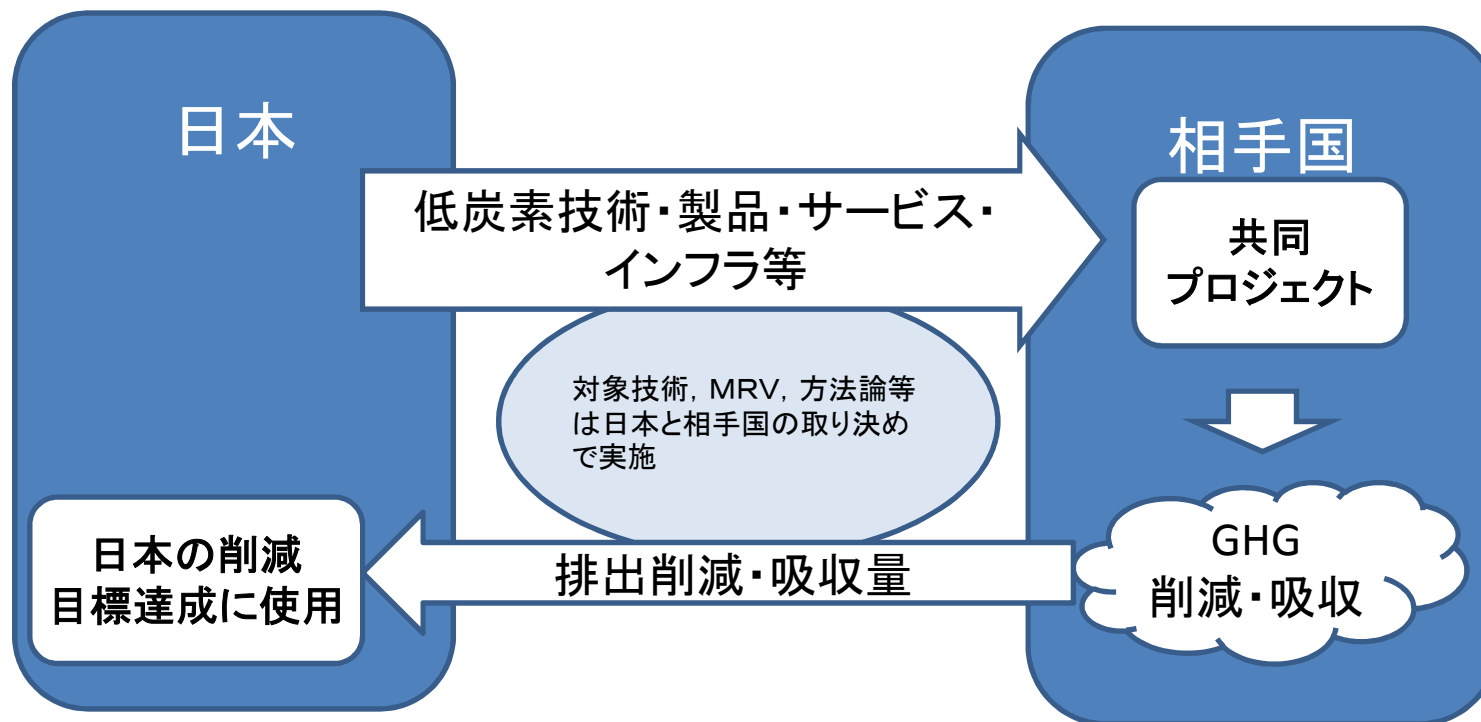 日本
相手国
低炭素技術・製品・サービス・
インフラ等
共同
プロジェクト
対象技術，ＭＲＶ，方法論等
は日本と相手国の取り決め
で実施
日本の削減
目標達成に使用
排出削減・吸収量
GHG
削減・吸収